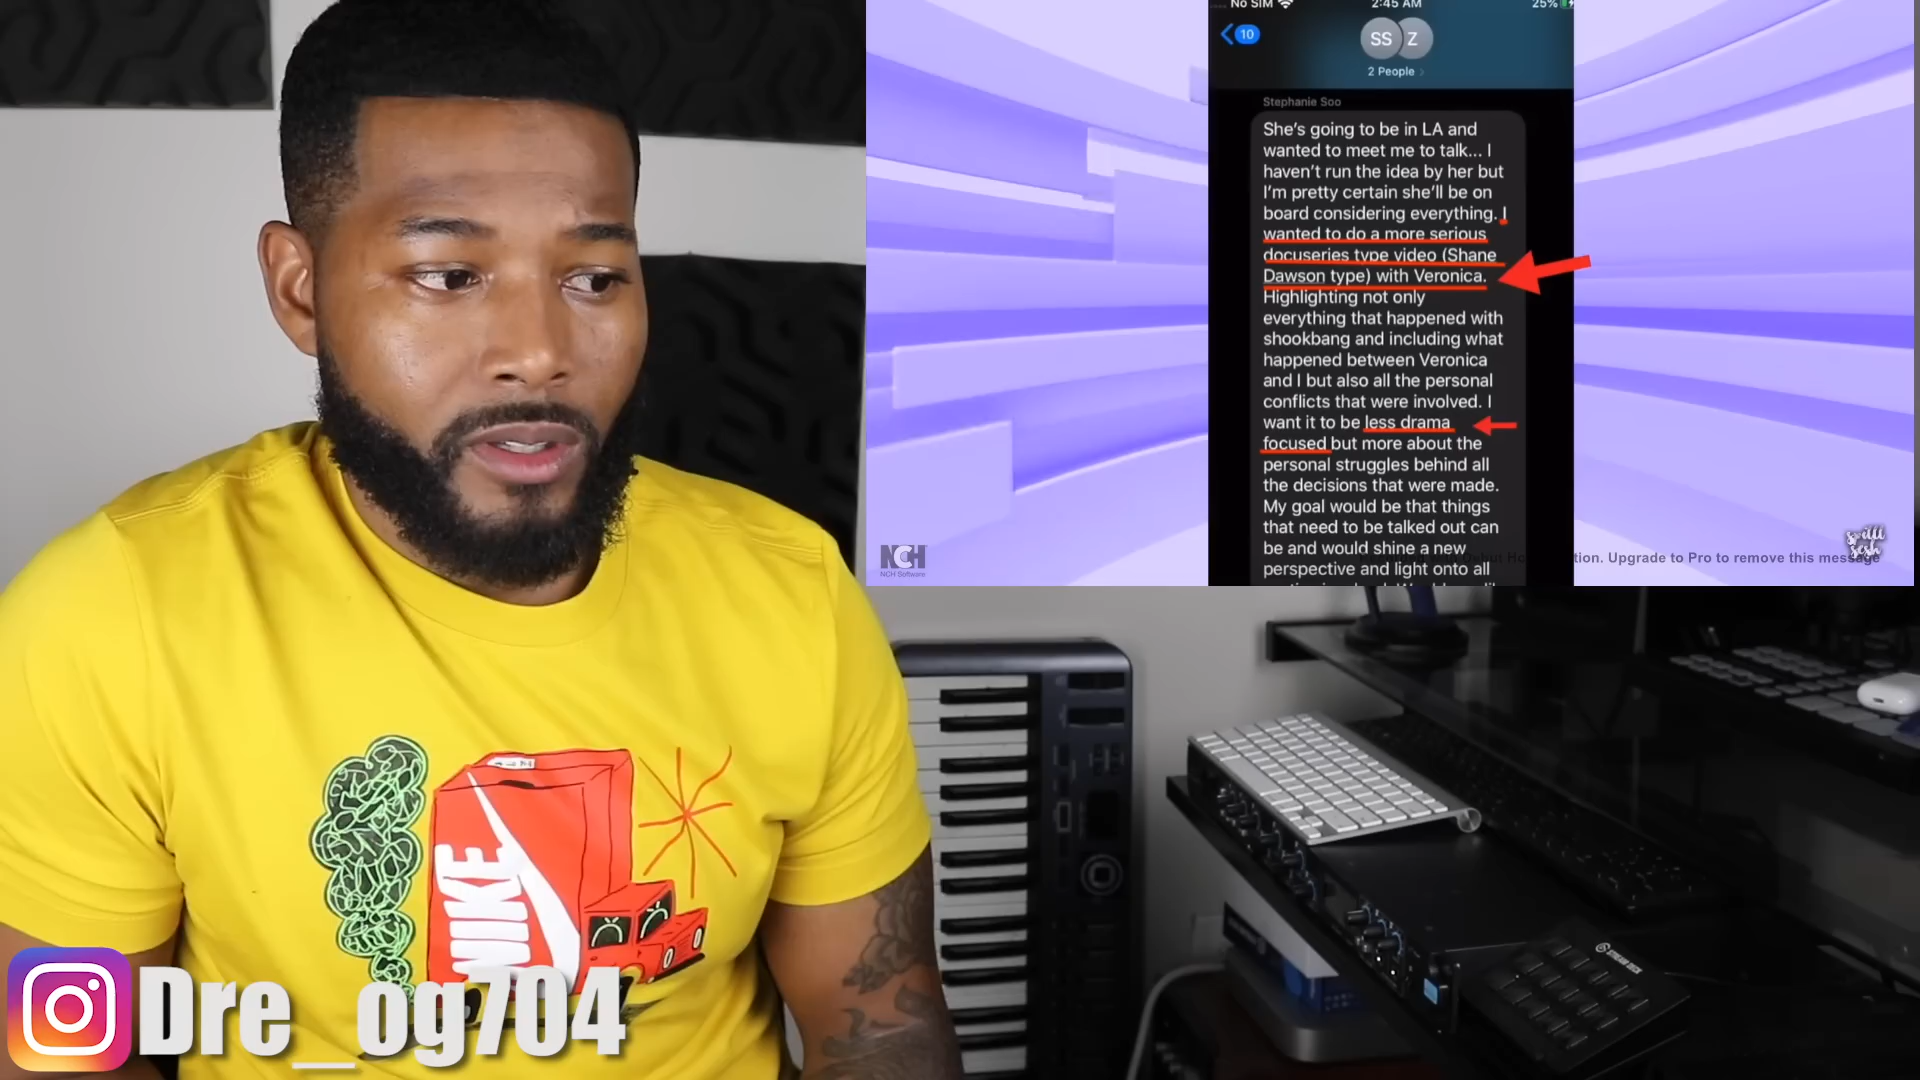 No SIM 2:45 AM 25%
10
SS Z
2 People
Stephanie Soo
She's going to be in LA and
wanted to meet me to talk... I
haven't run the idea by her but
I'm pretty certain she'll be on
board considering everything. I
wanted to do a more serious
docuseries type video (Shane
Dawson type) with Veronica.
Highlighting not only
everything that happened with
shookbang and including what
happened between Veronica
and I but also all the personal
conflicts that were involved. I
want it to be less drama
focused but more about the
personal struggles behind all
the decisions that were made.
My goal would be that things
that need to be talked out can
be and would shine a new
perspective and light onto all
NCH
NCH Software
tion. Upgrade to Pro to remove this message
swill
sesh
NIKE
STREAM DECK
Dre_og704